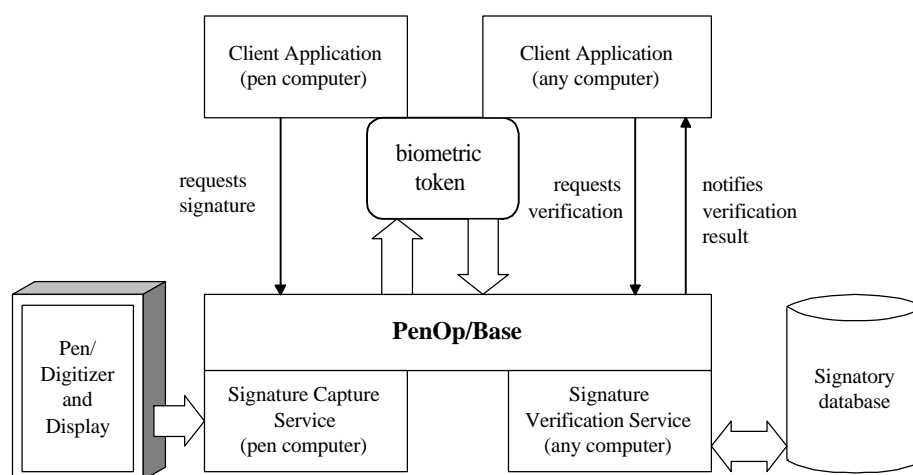 Client Application
(pen computer)
Client Application
(any computer)
biometric
token
requests
signature
requests
verification
notifies
verification
result
PenOp/Base
Pen/
Digitizer
and
Display
Signature Capture
Service
(pen computer)
Signature
Verification Service
(any computer)
Signatory
database